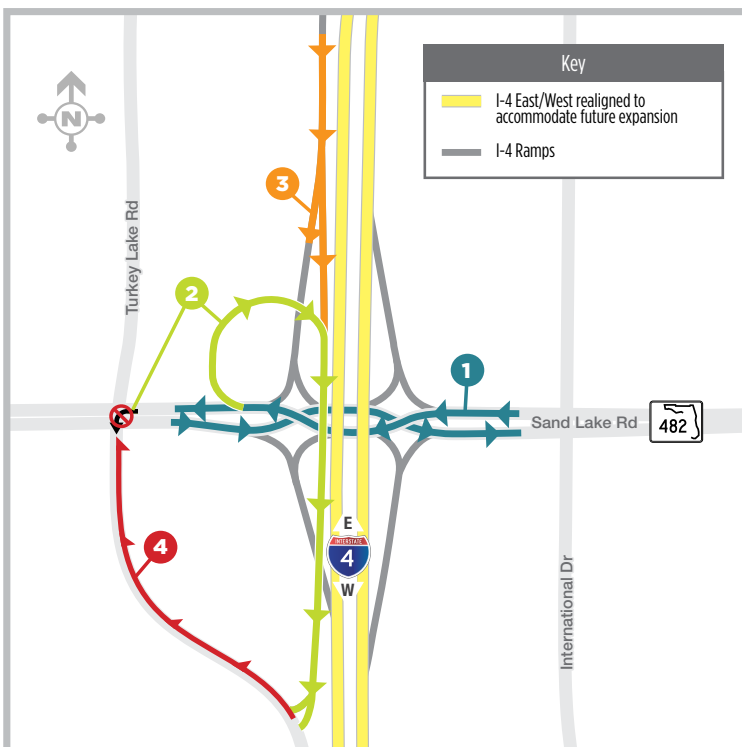 Key
I-4 East/West realigned to
accommodate future expansion
I-4 Ramps
N
3
Turkey Lake Rd
2
1
Sand Lake Rd
482
E
INTERSTATE
4
W
4
International Dr